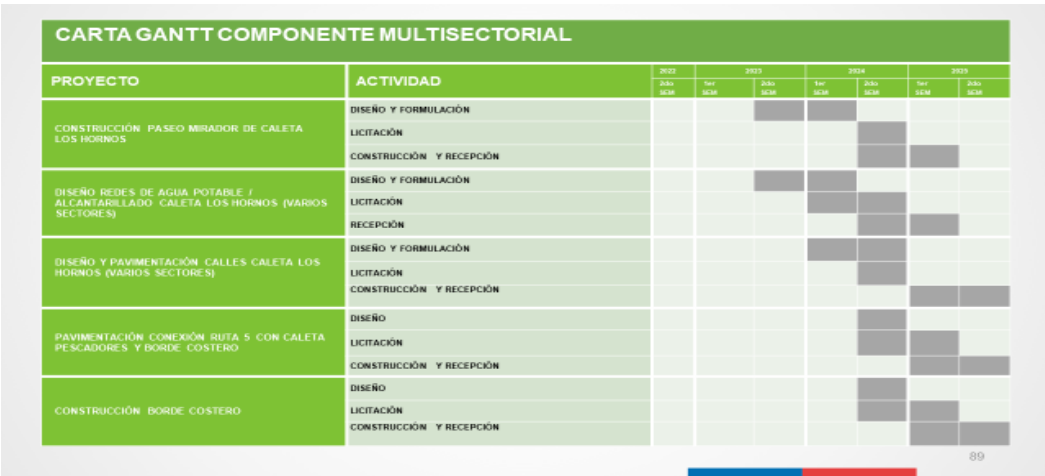 CARTA GANTT COMPONENTE MULTISECTORIAL
PROYECTO
ACTIVIDAD
2022
2023
2024
2025
2do
SEM
1er
SEM
2do
SEM
1er
SEM
2do
SEM
1er
SEM
2do
SEM
CONSTRUCCIÓN PASEO MIRADOR DE CALETA
LOS HORNOS
DISEÑO Y FORMULACIÓN
LICITACIÓN
CONSTRUCCIÓN Y RECEPCIÓN
DISEÑO REDES DE AGUA POTABLE /
ALCANTARILLADO CALETA LOS HORNOS (VARIOS
SECTORES)
DISEÑO Y FORMULACIÓN
LICITACIÓN
RECEPCIÓN
DISEÑO Y PAVIMENTACIÓN CALLES CALETA LOS
HORNOS (VARIOS SECTORES)
DISEÑO Y FORMULACIÓN
LICITACIÓN
CONSTRUCCIÓN Y RECEPCIÓN
PAVIMENTACIÓN CONEXIÓN RUTA 5 CON CALETA
PESCADORES Y BORDE COSTERO
DISEÑO
LICITACIÓN
CONSTRUCCIÓN Y RECEPCIÓN
CONSTRUCCIÓN BORDE COSTERO
DISEÑO
LICITACIÓN
CONSTRUCCIÓN Y RECEPCIÓN
89